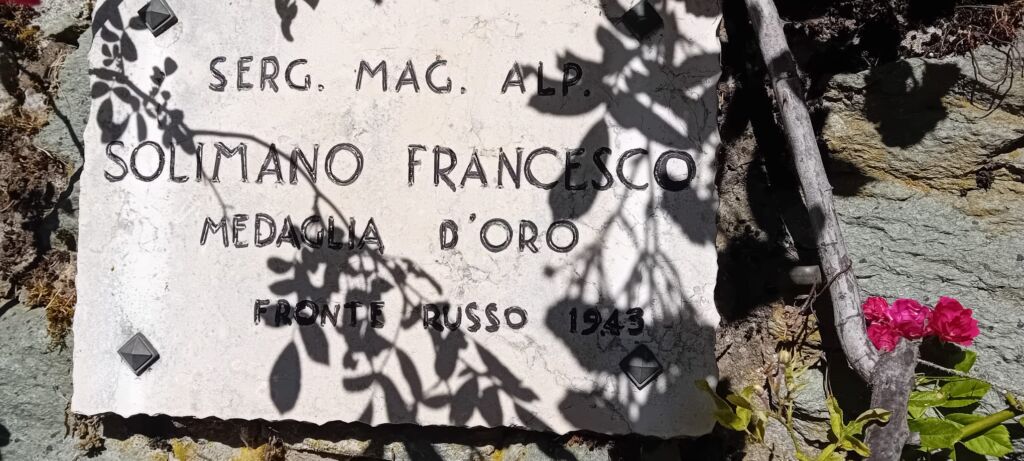 SERG. MAG. ALP.
SOLIMANO FRANCESCO
MEDAGLIA D'ORO
FRONTE RUSSO 1943